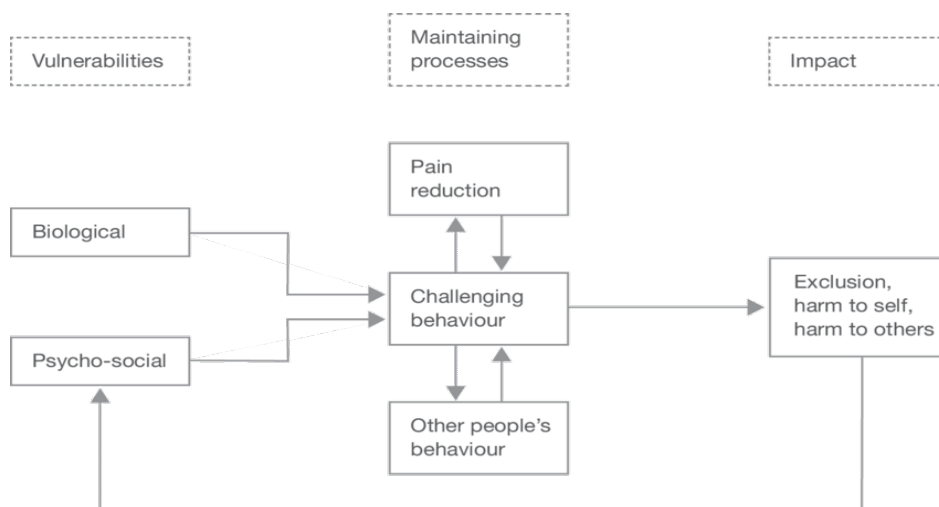 Vulnerabilities
Maintaining
processes
Impact
Pain
reduction
Biological
Challenging
behaviour
Exclusion,
harm to self,
harm to others
Psycho-social
Other people's
behaviour